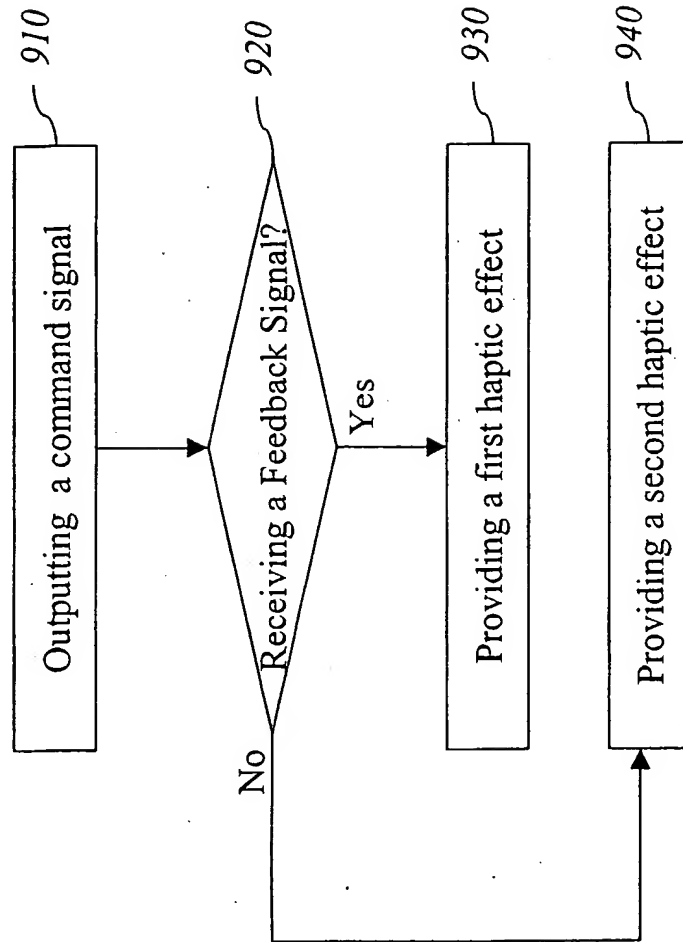 Outputting a command signal
910
Receiving a Feedback Signal?
920
No
Yes
Providing a first haptic effect
930
Providing a second haptic effect
940